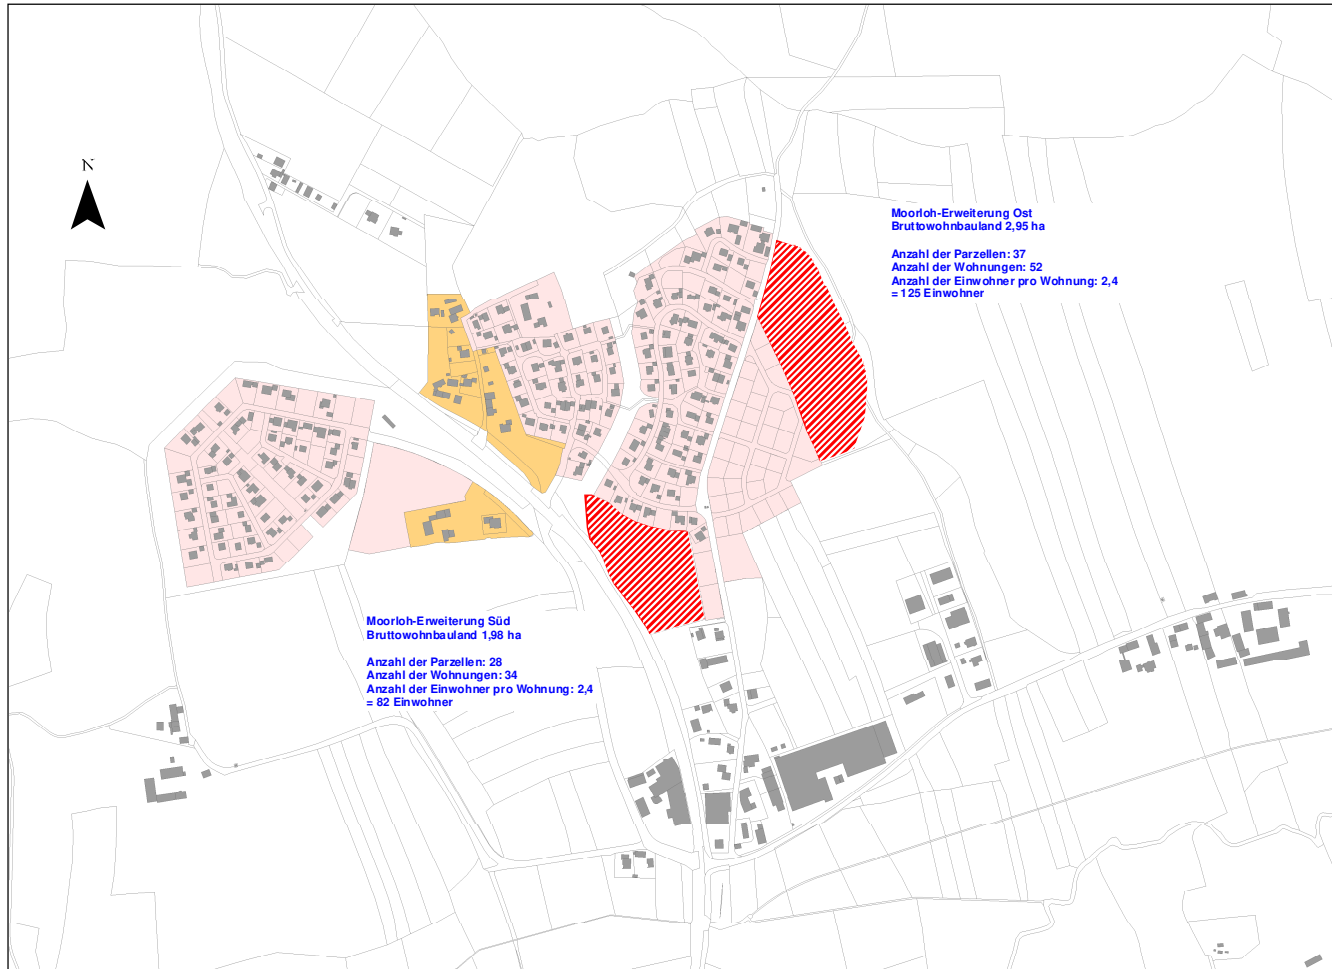 N
Moorloh-Erweiterung Ost
Bruttowohnbauland 2,95 ha
Anzahl der Parzellen: 37
Anzahl der Wohnungen: 52
Anzahl der Einwohner pro Wohnung: 2,4
= 125 Einwohner
Moorloh-Erweiterung Süd
Bruttowohnbauland 1,98 ha
Anzahl der Parzellen: 28
Anzahl der Wohnungen: 34
Anzahl der Einwohner pro Wohnung: 2,4
= 82 Einwohner